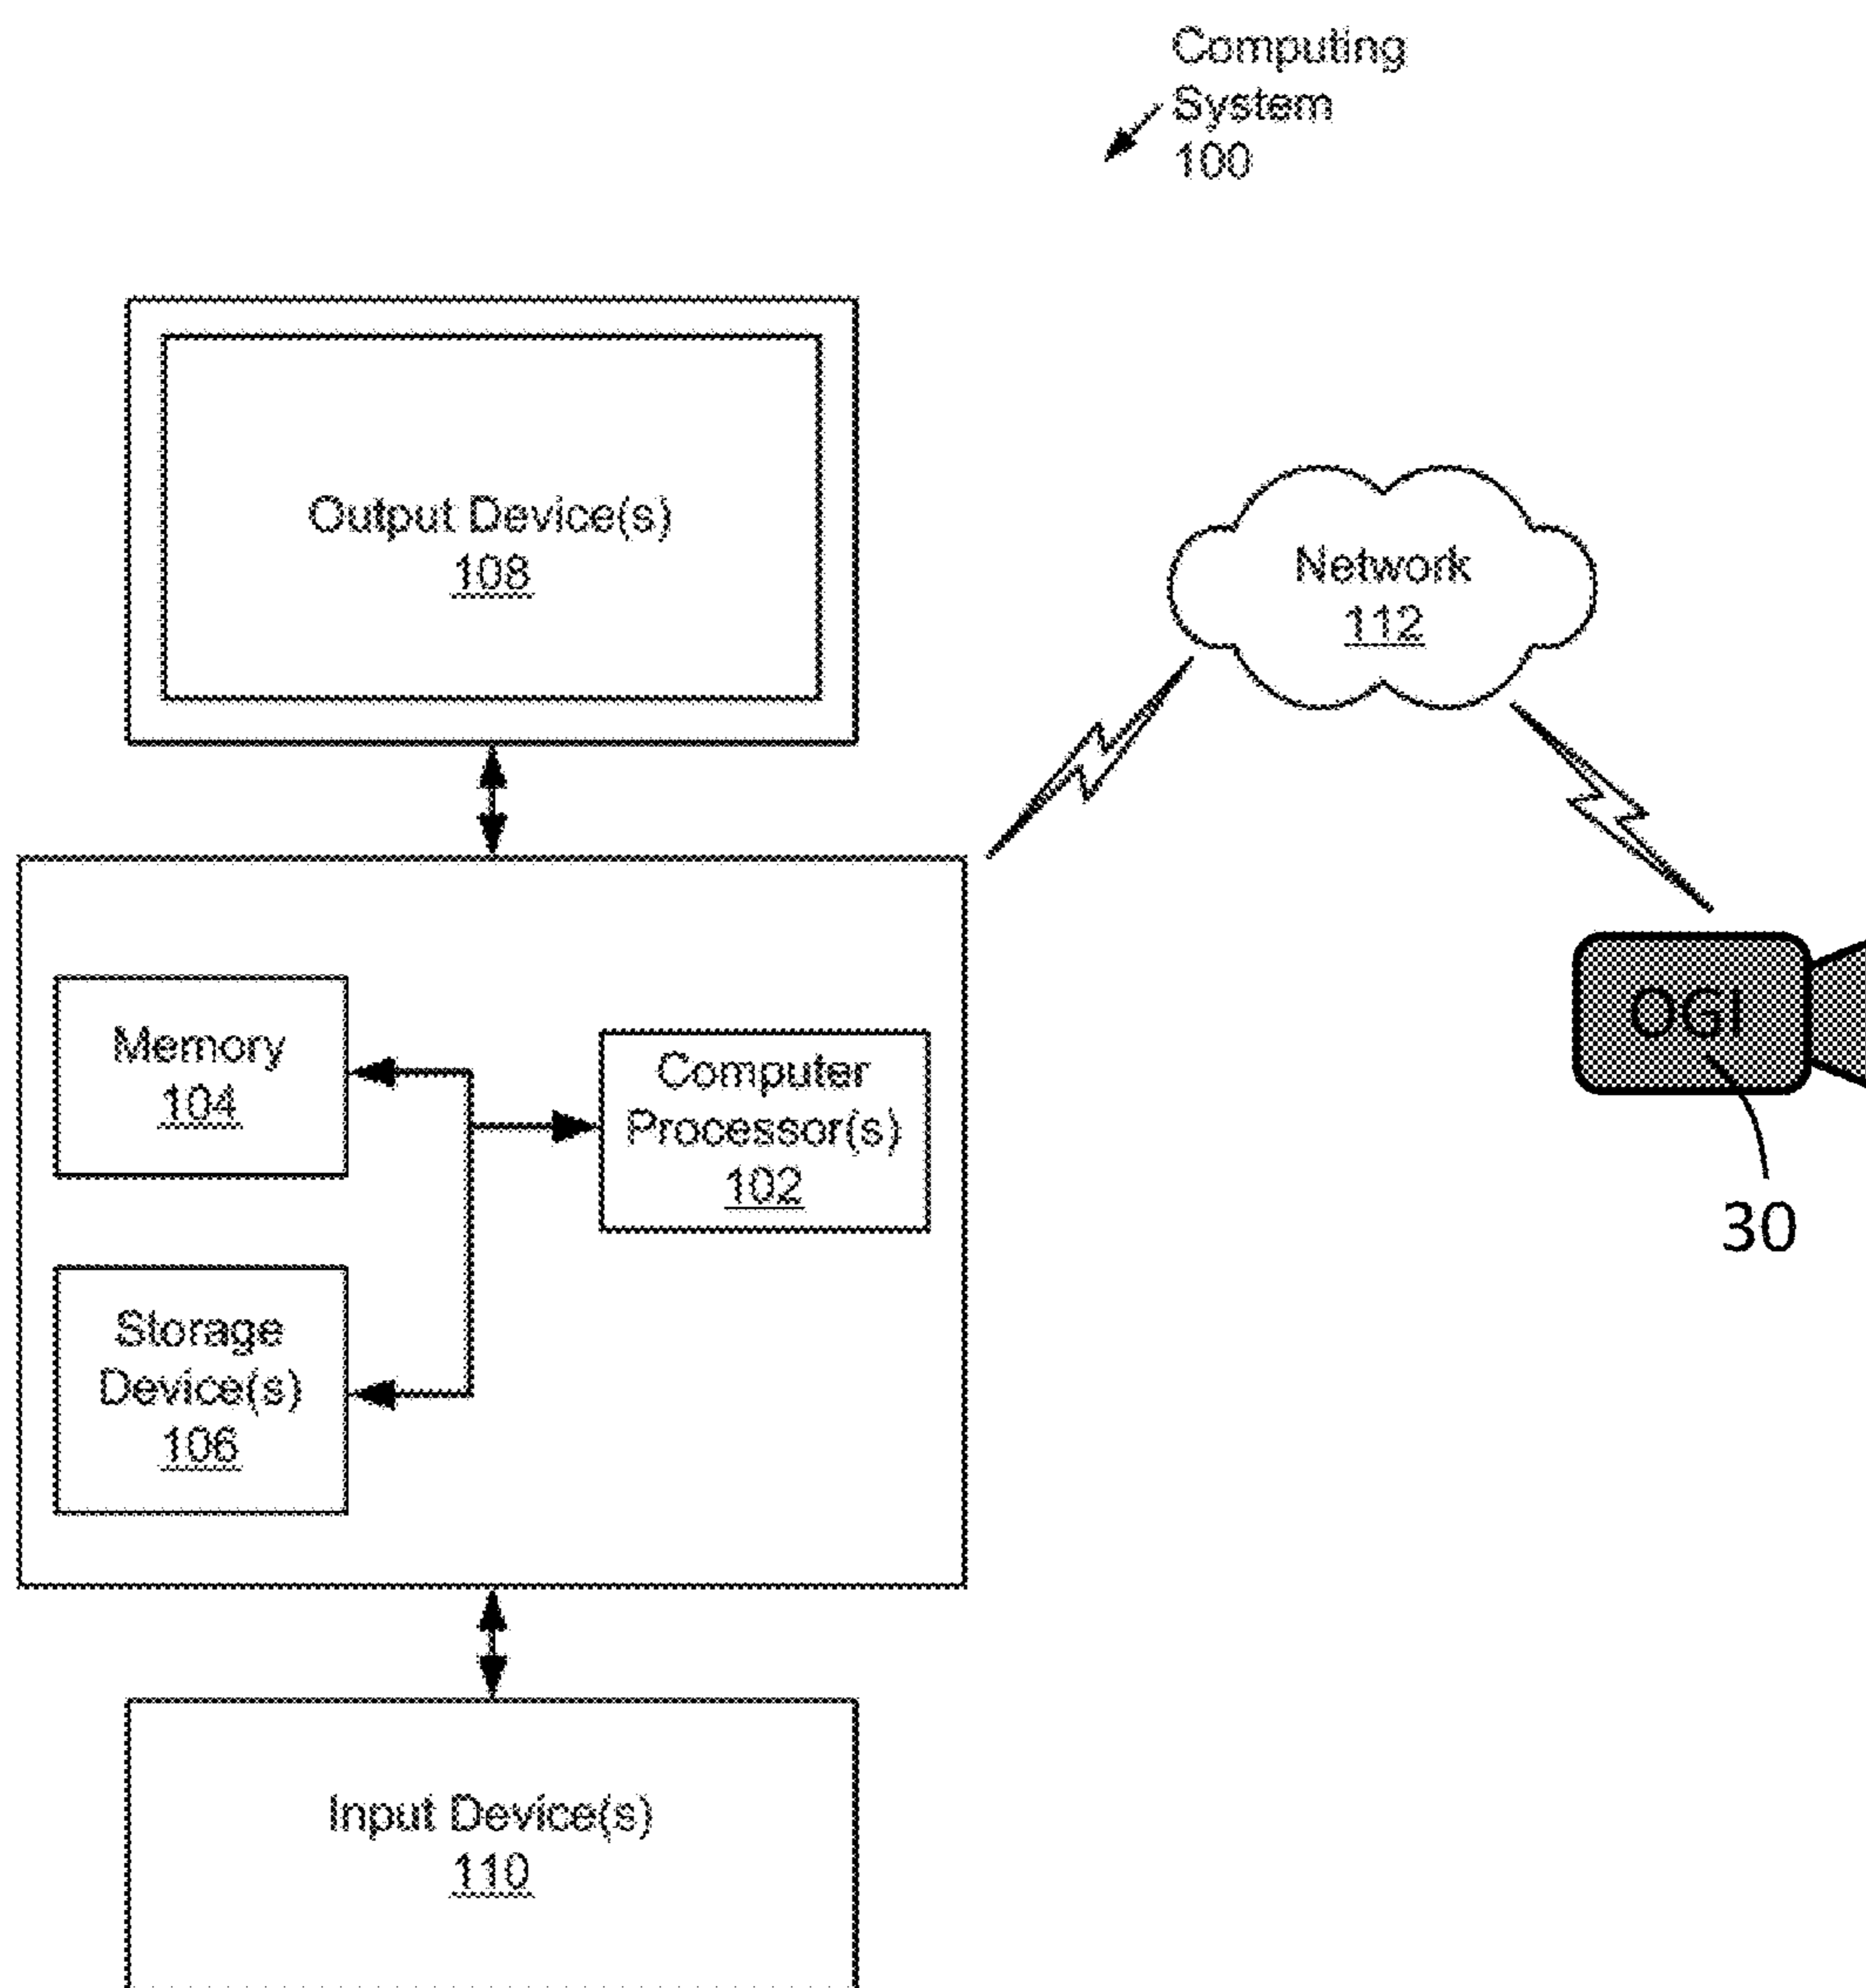 Computing
System
100
Output Device(s)
108
Network
112
Memory
104
Computer
Processor(s)
102
OGI
30
Storage
Device(s)
106
Input Device(s)
110